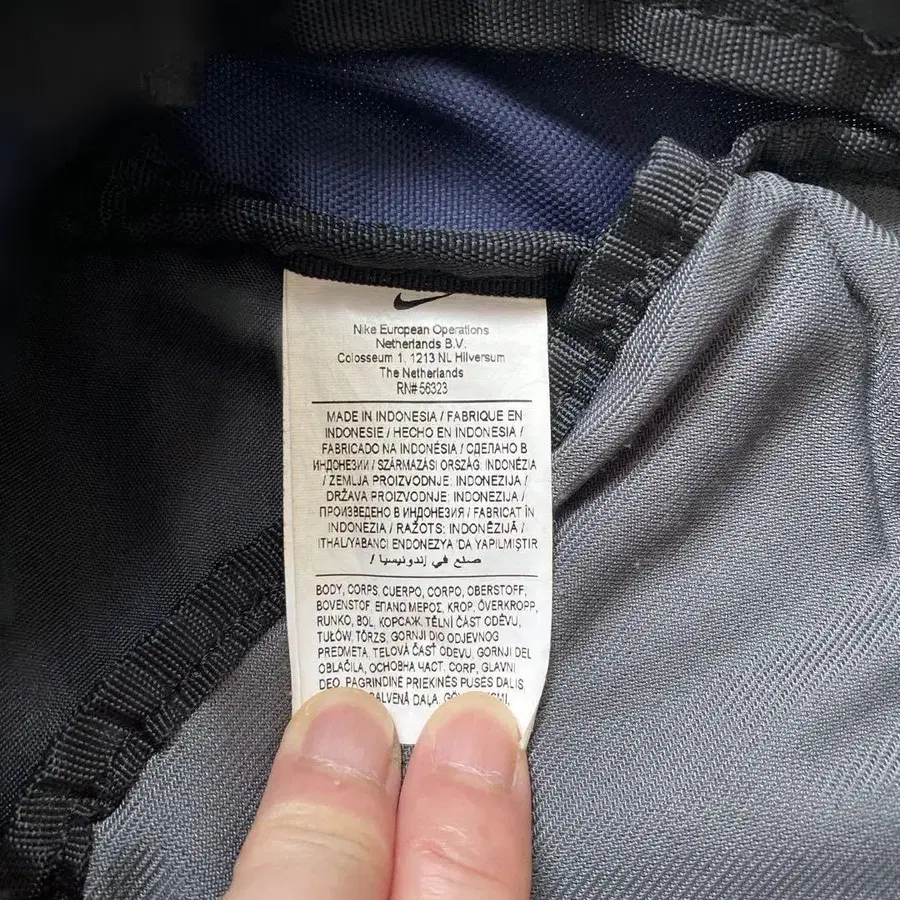 Nike European Operations
Netherlands B.V.
Colosseum 1, 1213 NL Hilversum
The Netherlands
RN# 56323
MADE IN INDONESIA / FABRIQUE EN
INDONESIE / HECHO EN INDONESIA /
FABRICADO NA INDONÉSIA / СДЕЛАНО В
ИНДОНЕЗИИ / SZÁRMAZÁSI ORSZÁG: INDONÉZIA
/ ZEMLJA PROIZVODNJE: INDONEZIJA /
DRŽAVA PROIZVODNJE: INDONEZIJA /
ПРОИЗВЕДЕНО В ИНДОНЕЗИЯ / FABRICAT ÎN
INDONEZIA / RAŽOTS: INDONĒZIJĀ /
ITHAL/YABANCI ENDONEZYA 'DA YAPILMIŞTIR
/ صنع في إندونيسيا
BODY, CORPS, CUERPO, CORPO, OBERSTOFF,
BOVENSTOF, ΕΠΑΝΩ ΜΕΡΟΣ, KROP, ÖVERKROPP,
RUNKO, BOL, КОРСАЖ, TĚLNÍ ČÁST ODĚVU,
TUŁÓW, TÖRZS, GORNJI DIO ODJEVNOG
PREDMETA, TELOVÁ ČASŤ ODEVU, GORNJI DEL
OBLAČILA, ОСНОВНА ЧАСТ, CORP, GLAVNI
DEO, PAGRINDINĖ PRIEKINĖS PUSĖS DALIS,
DAĻA,